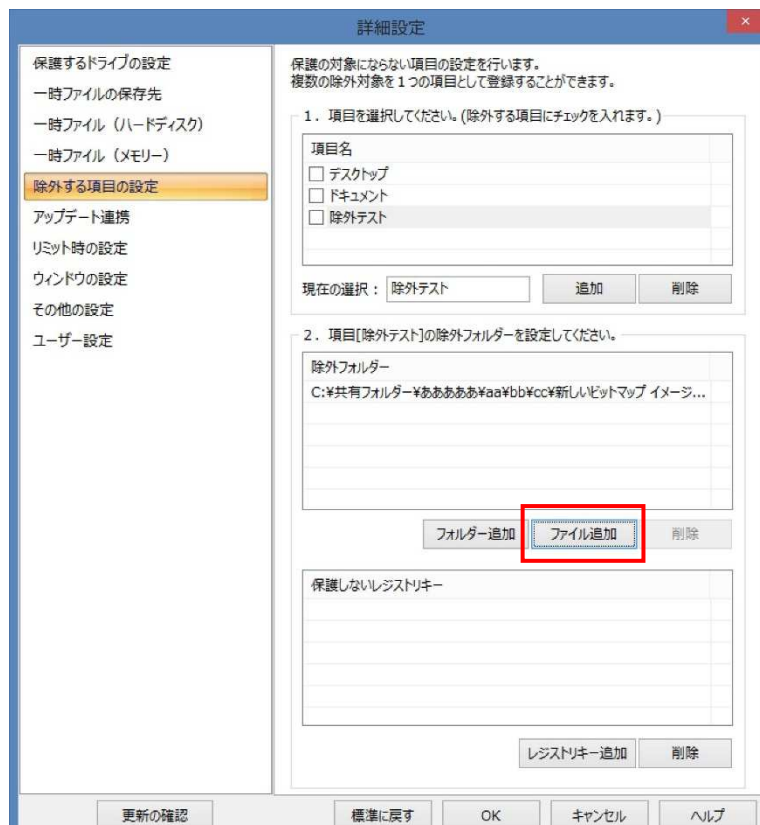 詳細設定
×
保護するドライブの設定
一時ファイルの保存先
一時ファイル（ハードディスク）
一時ファイル（メモリー）
除外する項目の設定
アップデート連携
リミット時の設定
ウィンドウの設定
その他の設定
ユーザー設定
保護の対象にならない項目の設定を行います。
複数の除外対象を１つの項目として登録することができます。
１．項目を選択してください。(除外する項目にチェックを入れます。)
項目名
デスクトップ
ドキュメント
除外テスト
現在の選択： 除外テスト 追加 削除
２．項目[除外テスト]の除外フォルダーを設定してください。
除外フォルダー
C:¥共有フォルダー¥あああああ¥aa¥bb¥cc¥新しいビットマップ イメージ...
フォルダー追加 ファイル追加 削除
保護しないレジストリキー
レジストリキー追加 削除
更新の確認 標準に戻す OK キャンセル ヘルプ